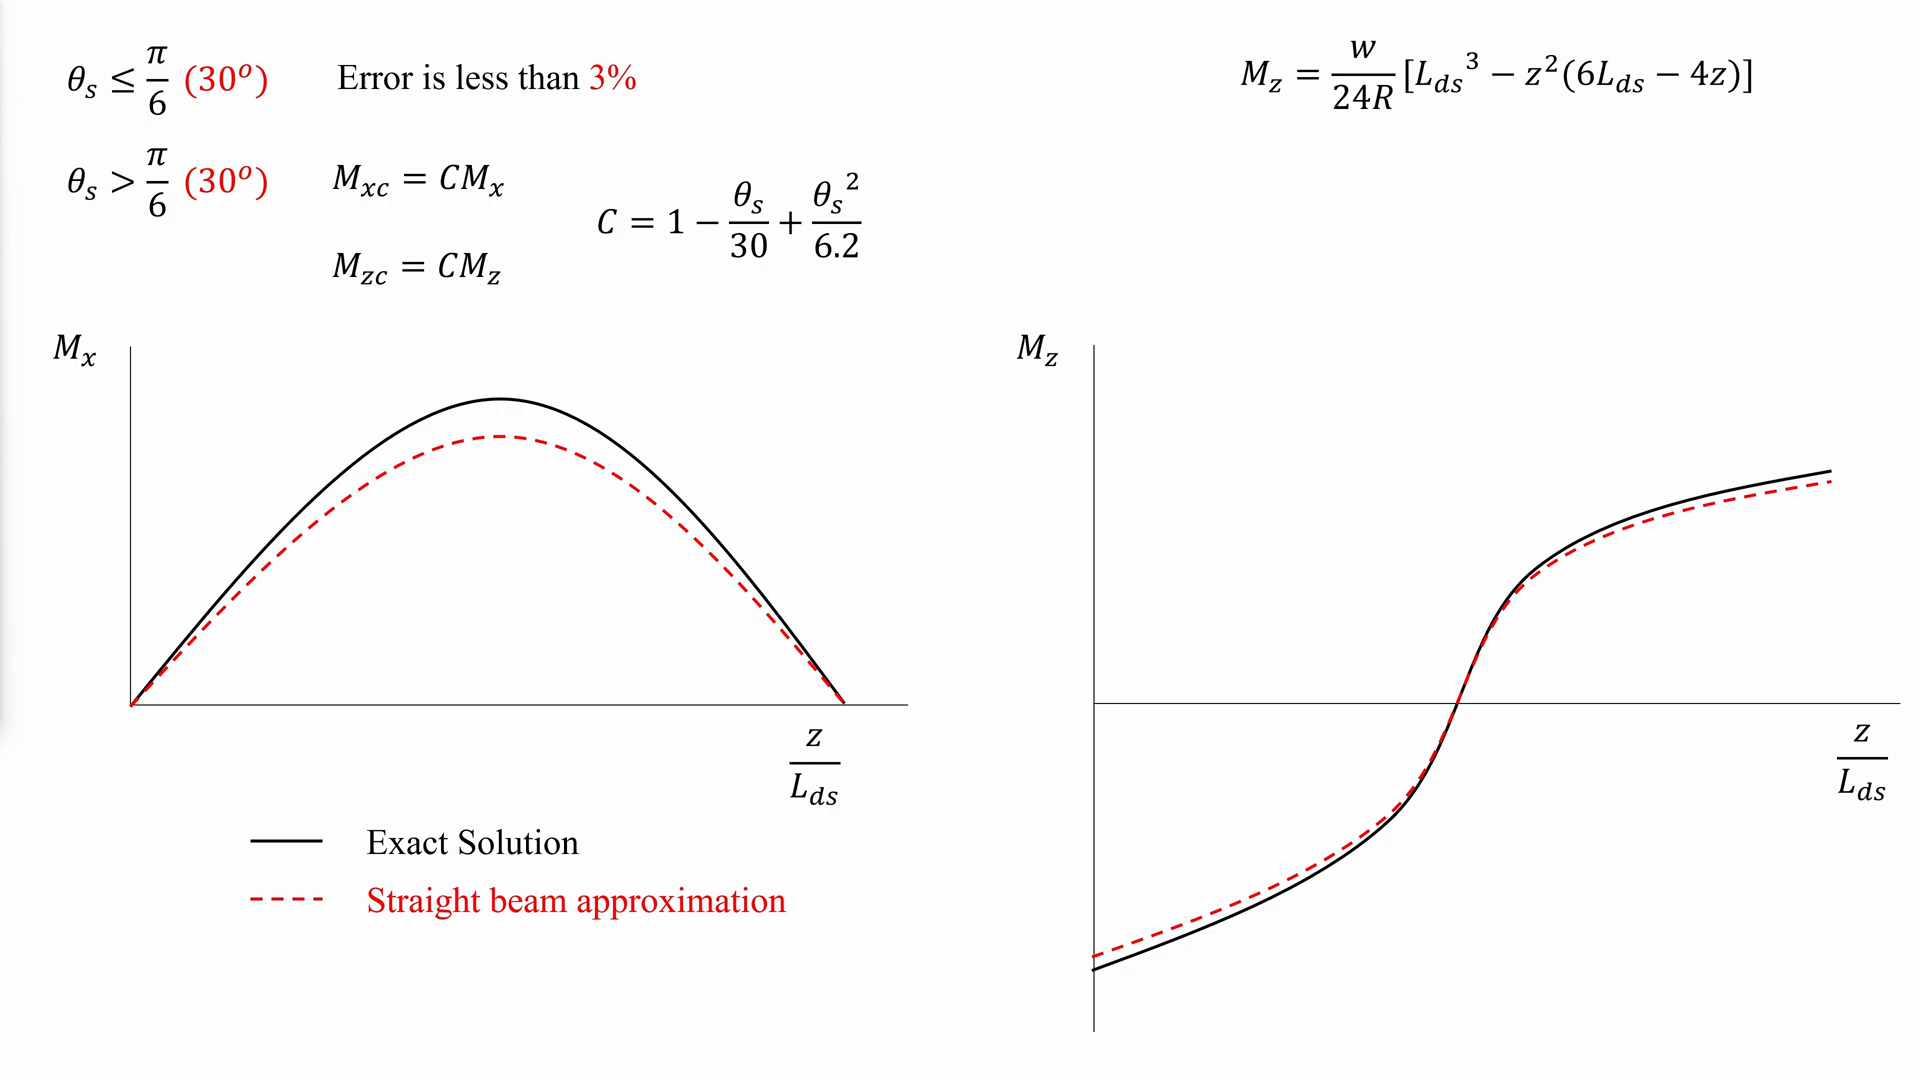 θ_s ≤ π/6 (30^o) Error is less than 3%
M_z = w/24R [L_ds^3 − z^2(6L_ds − 4z)]
θ_s > π/6 (30^o) M_xc = CM_x
C = 1 − θ_s/30 + θ_s^2/6.2
M_zc = CM_z
M_x
M_z
z/L_ds
z/L_ds
Exact Solution
Straight beam approximation